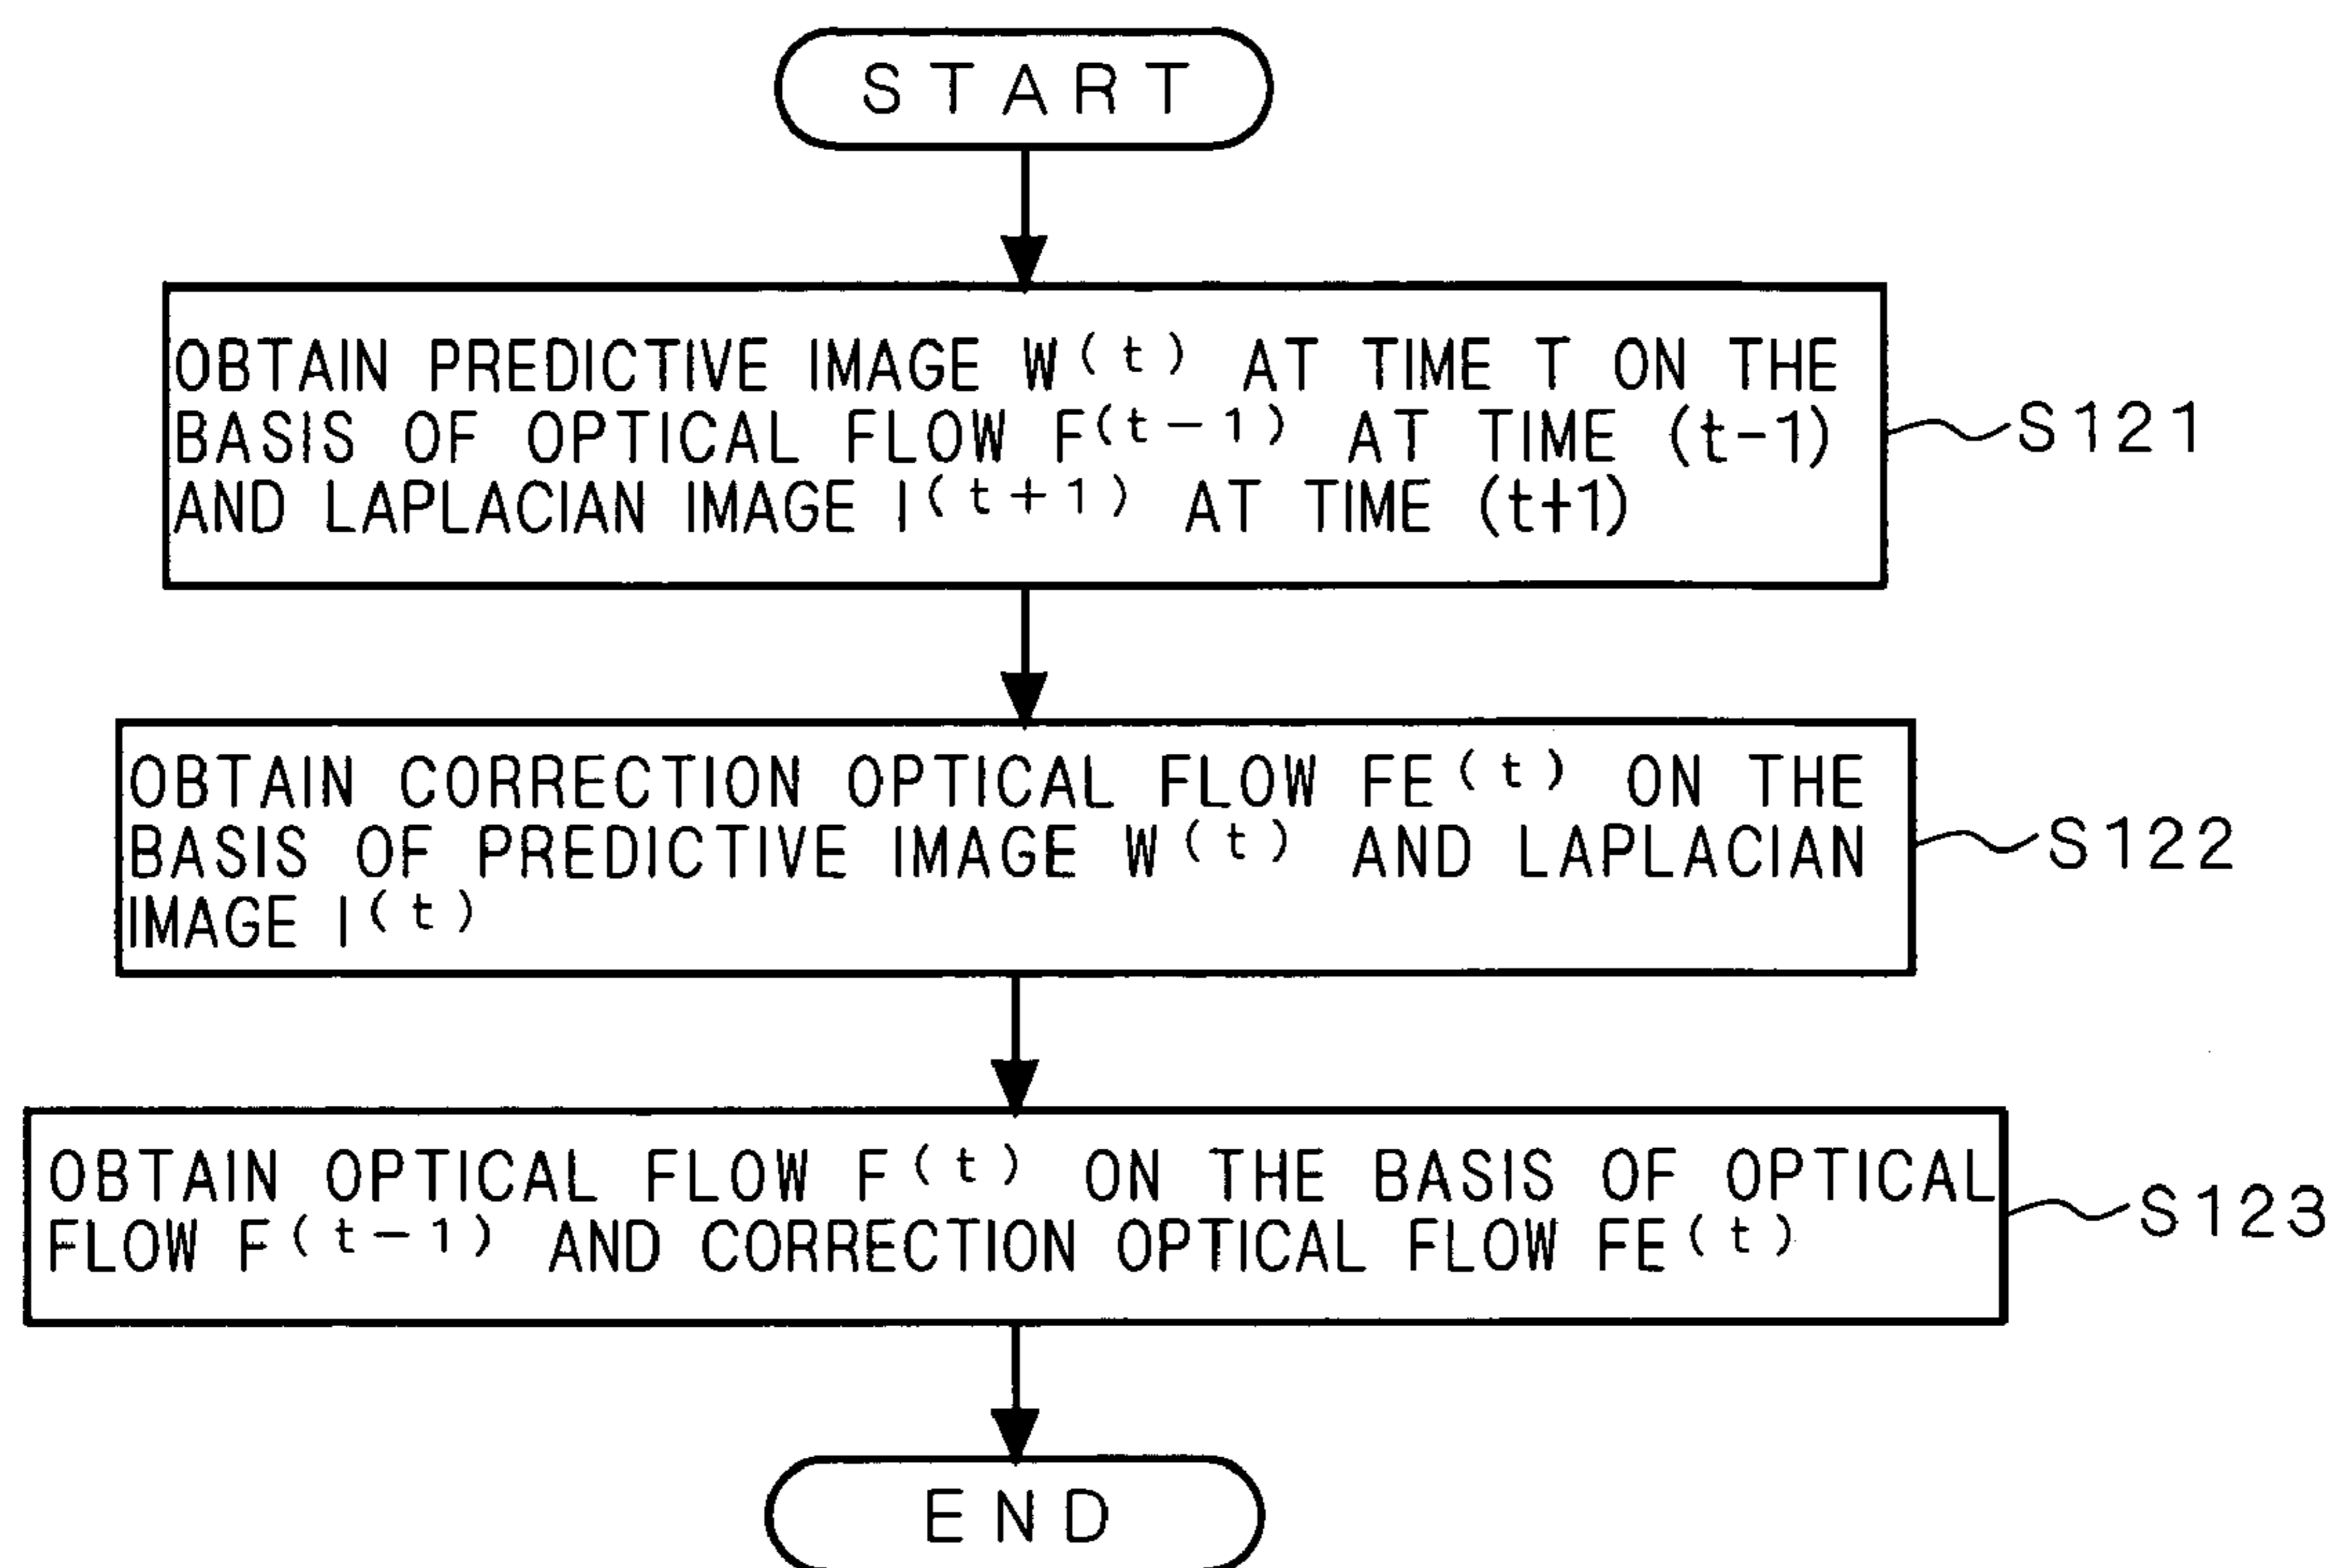 START
OBTAIN PREDICTIVE IMAGE W(t) AT TIME T ON THE
BASIS OF OPTICAL FLOW F(t-1) AT TIME (t-1)
AND LAPLACIAN IMAGE I(t+1) AT TIME (t+1)
S121
OBTAIN CORRECTION OPTICAL FLOW FE(t) ON THE
BASIS OF PREDICTIVE IMAGE W(t) AND LAPLACIAN
IMAGE I(t)
S122
OBTAIN OPTICAL FLOW F(t) ON THE BASIS OF OPTICAL
FLOW F(t-1) AND CORRECTION OPTICAL FLOW FE(t)
S123
END